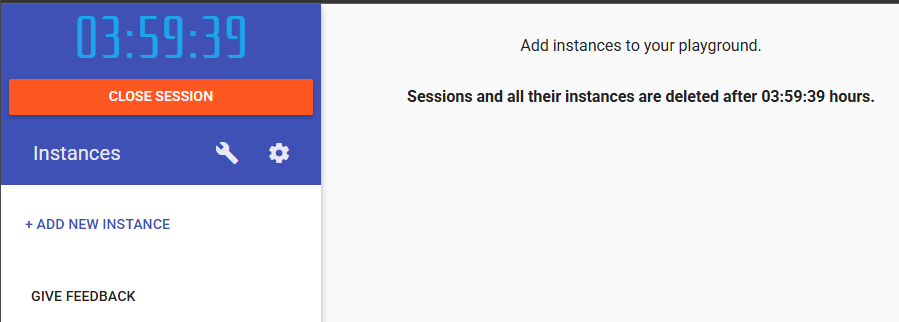 03:59:39
CLOSE SESSION
Instances
+ ADD NEW INSTANCE
GIVE FEEDBACK
Add instances to your playground.
Sessions and all their instances are deleted after 03:59:39 hours.